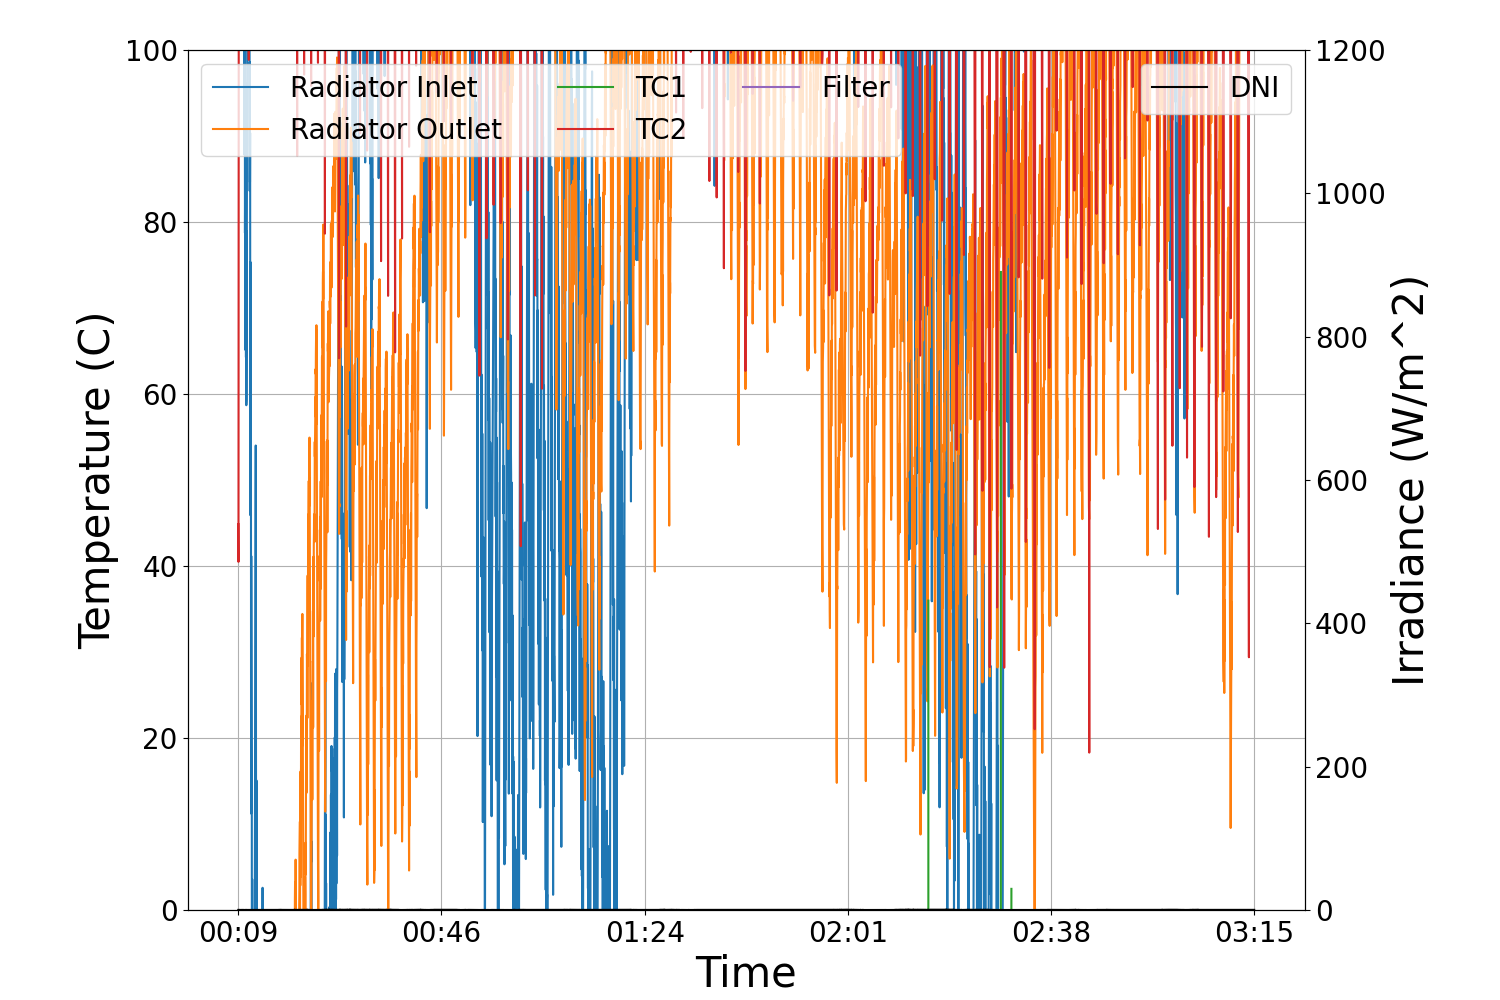 100
80
60
40
20
0
Temperature (C)
Radiator Inlet
Radiator Outlet
TC1
TC2
Filter
DNI
1200
1000
800
600
400
200
0
Irradiance (W/m^2)
00:09
00:46
01:24
02:01
02:38
03:15
Time